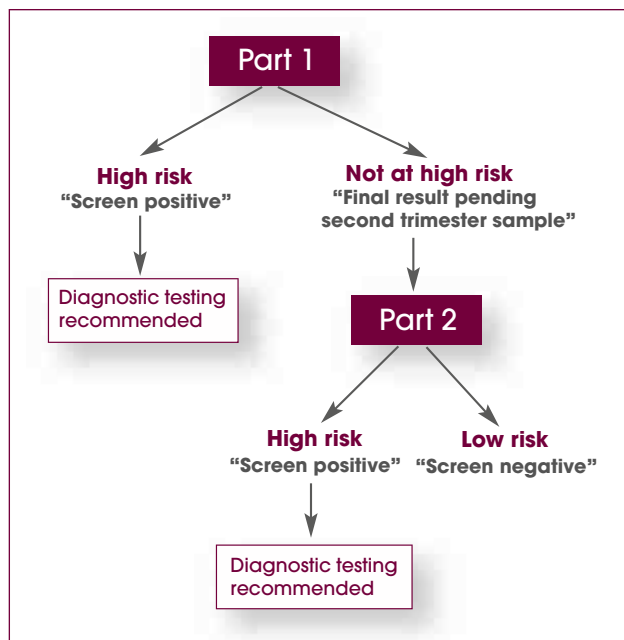 Part 1
High risk
“Screen positive”
Not at high risk
“Final result pending
second trimester sample”
Diagnostic testing
recommended
Part 2
High risk
“Screen positive”
Low risk
“Screen negative”
Diagnostic testing
recommended